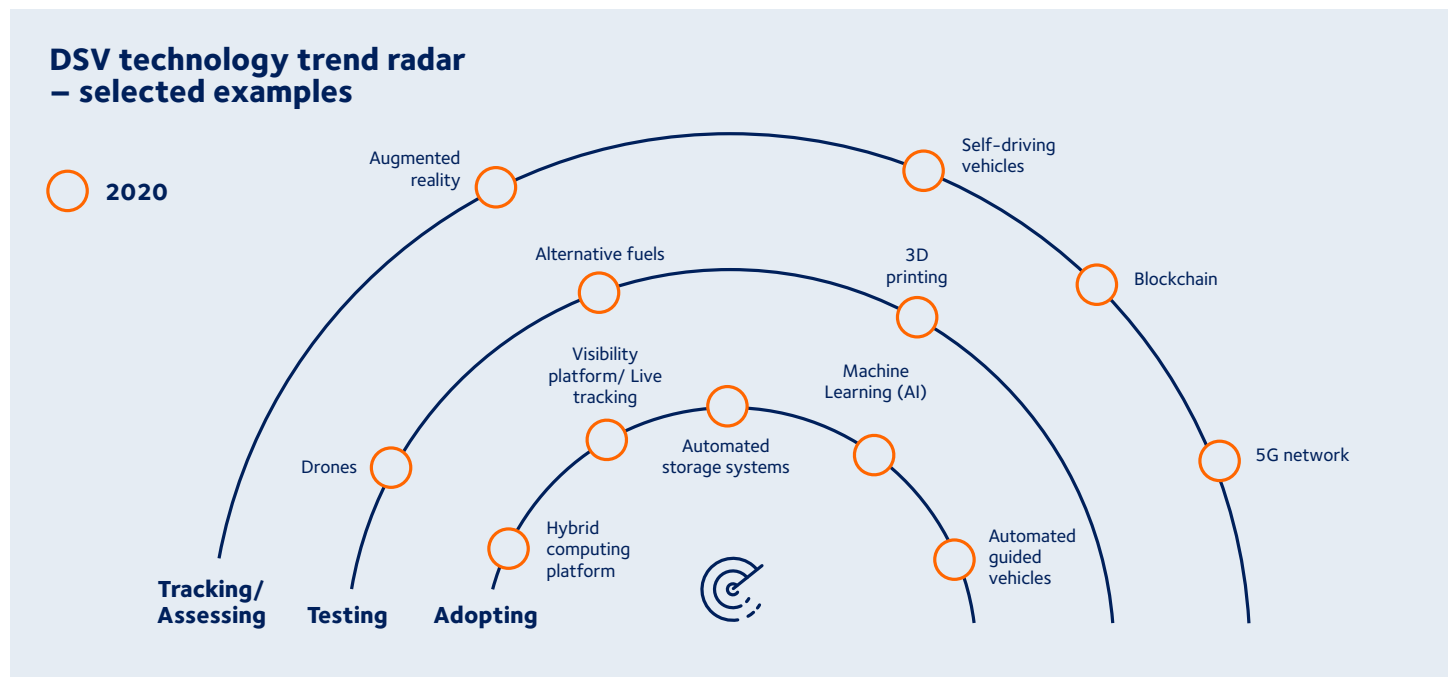 DSV technology trend radar
– selected examples
2020
Augmented
reality
Self-driving
vehicles
Alternative fuels
3D
printing
Blockchain
Visibility
platform/ Live
tracking
Machine
Learning (AI)
Automated
storage systems
Drones
5G network
Hybrid
computing
platform
Automated
guided
vehicles
Tracking/
Assessing
Testing
Adopting